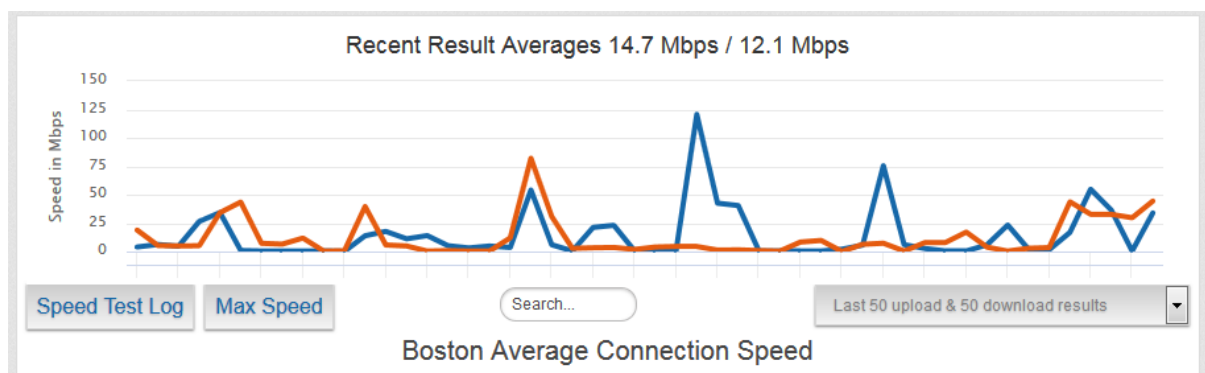 Recent Result Averages 14.7 Mbps / 12.1 Mbps
150
125
100
75
50
25
0
Speed in Mbps
Speed Test Log
Max Speed
Search...
Last 50 upload & 50 download results
Boston Average Connection Speed